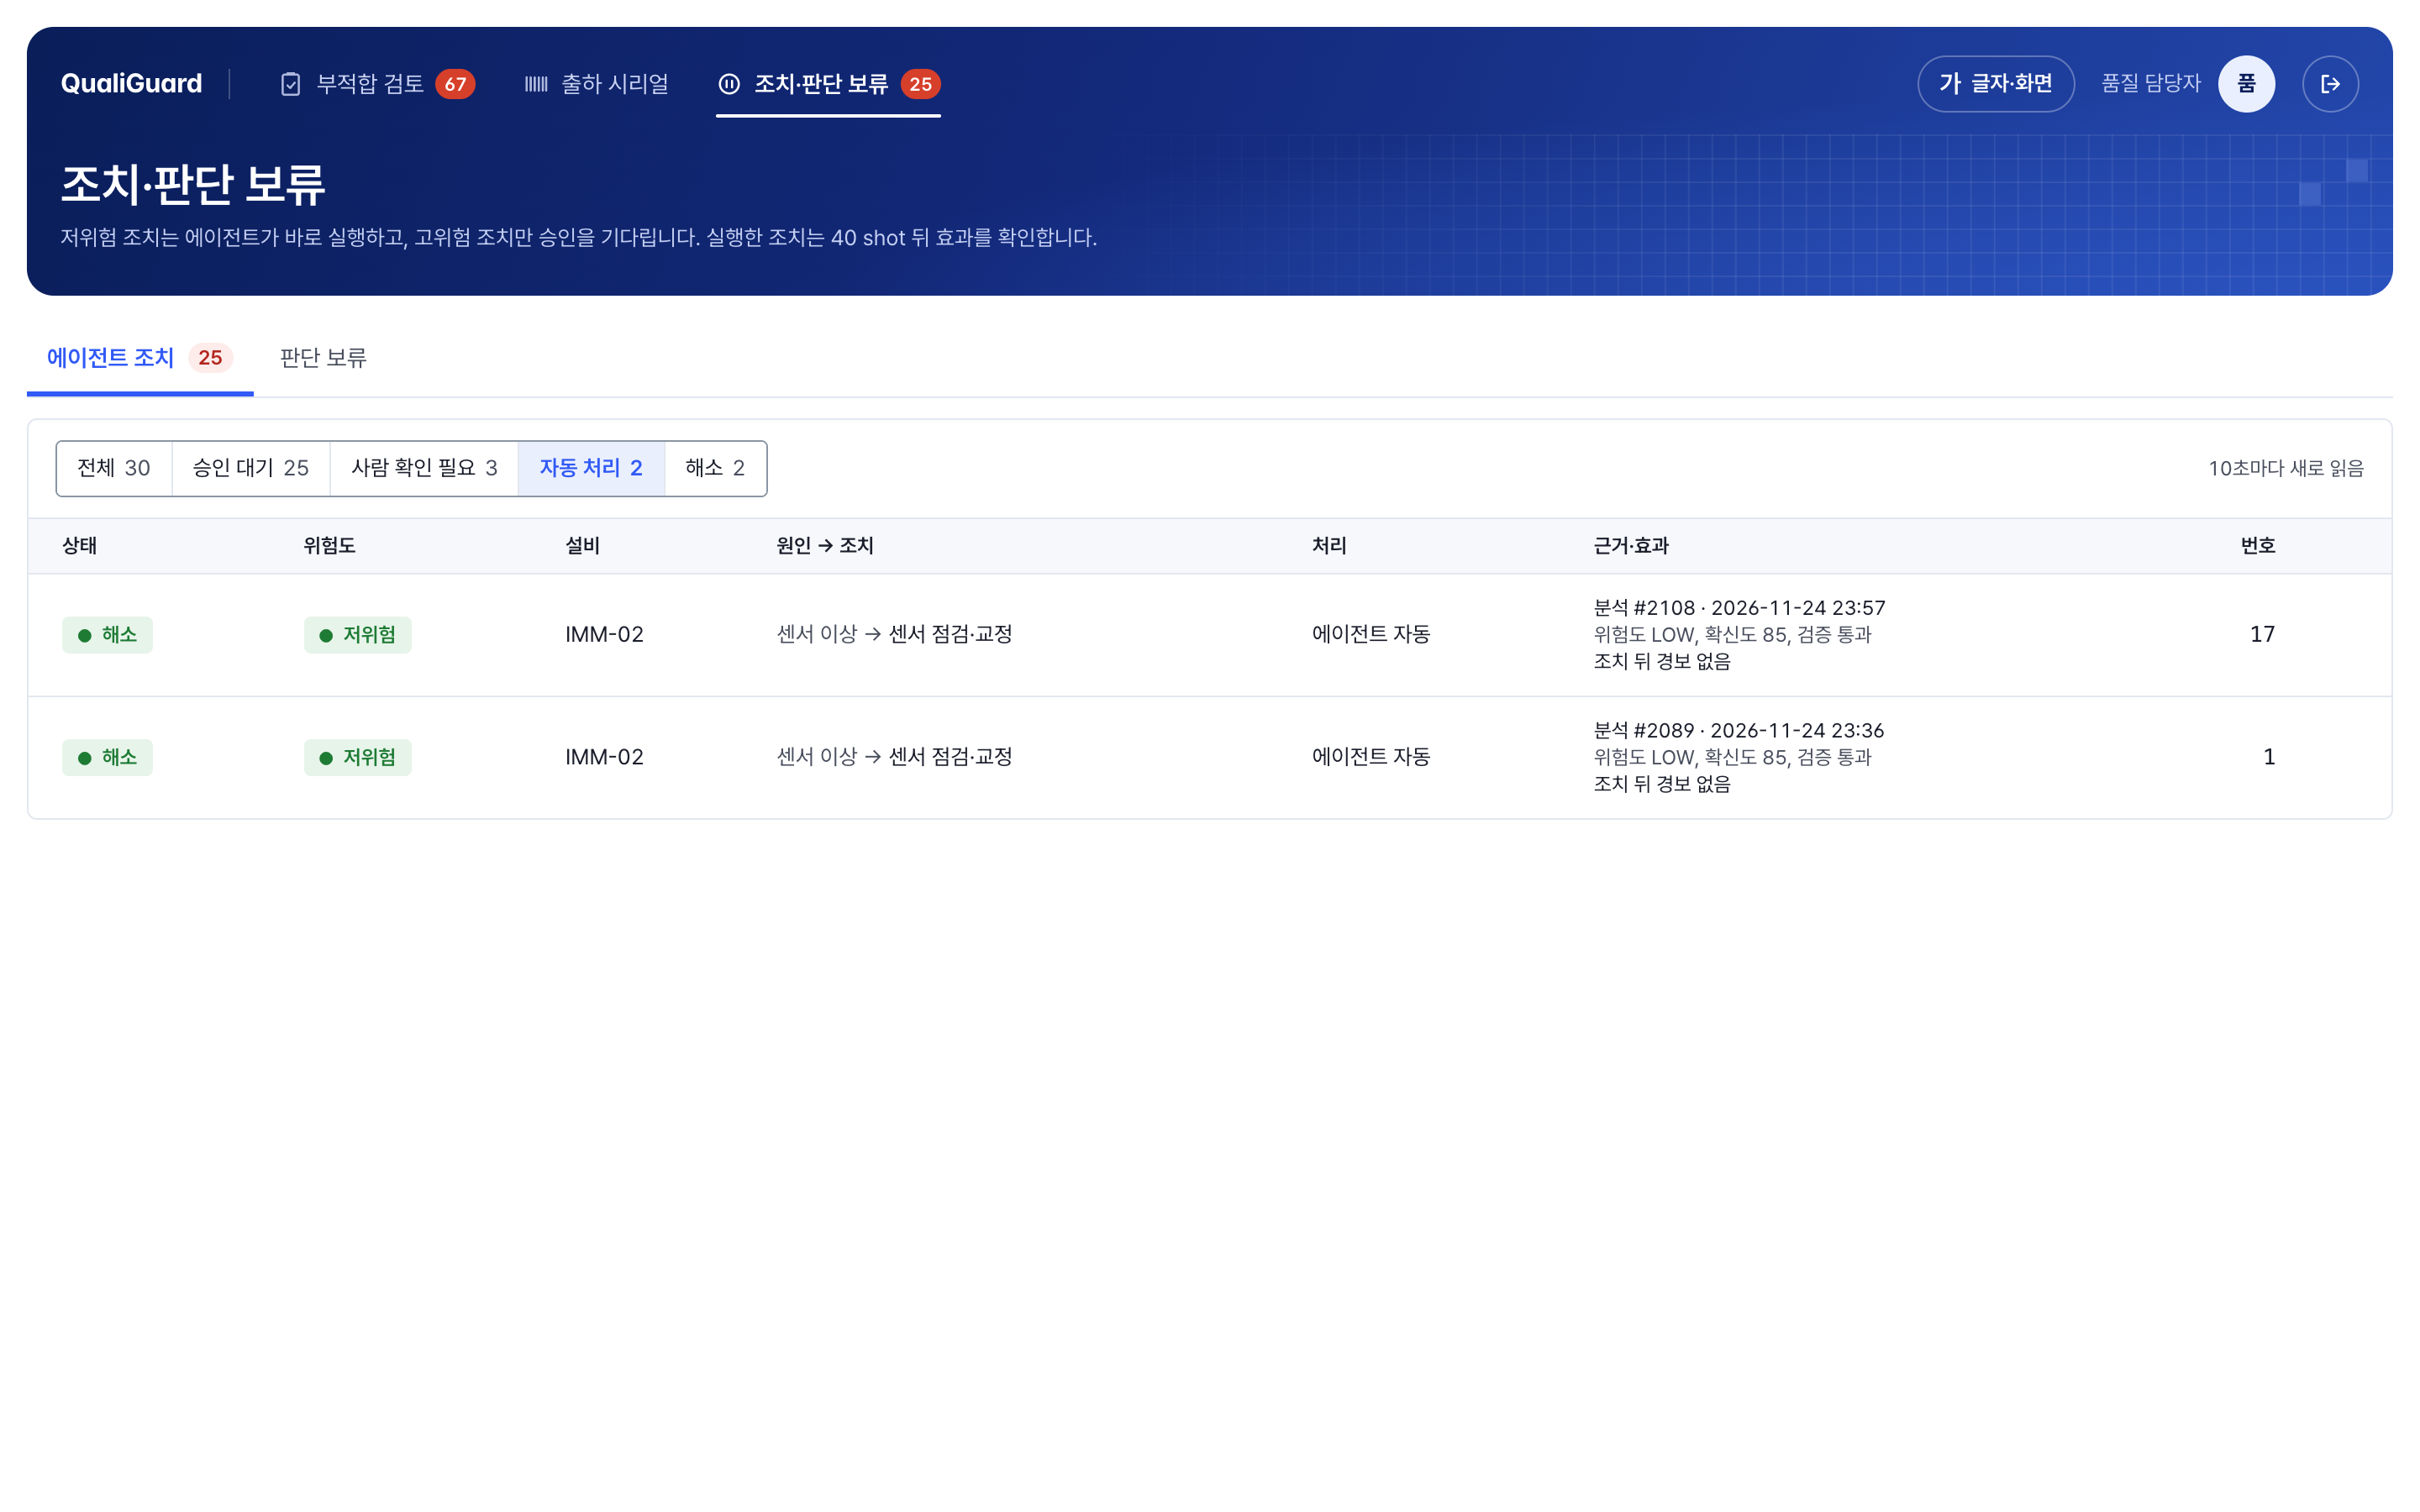 QualiGuard
부적합 검토 67
출하 시리얼
조치·판단 보류 25
가 글자·화면
품질 담당자
품
조치·판단 보류
저위험 조치는 에이전트가 바로 실행하고, 고위험 조치만 승인을 기다립니다. 실행한 조치는 40 shot 뒤 효과를 확인합니다.
에이전트 조치 25
판단 보류
전체 30
승인 대기 25
사람 확인 필요 3
자동 처리 2
해소 2
10초마다 새로 읽음
상태 위험도 설비 원인 → 조치 처리 근거·효과 번호
해소 저위험 IMM-02 센서 이상 → 센서 점검·교정 에이전트 자동
분석 #2108 · 2026-11-24 23:57
위험도 LOW, 확신도 85, 검증 통과
조치 뒤 경보 없음
17
해소 저위험 IMM-02 센서 이상 → 센서 점검·교정 에이전트 자동
분석 #2089 · 2026-11-24 23:36
위험도 LOW, 확신도 85, 검증 통과
조치 뒤 경보 없음
1